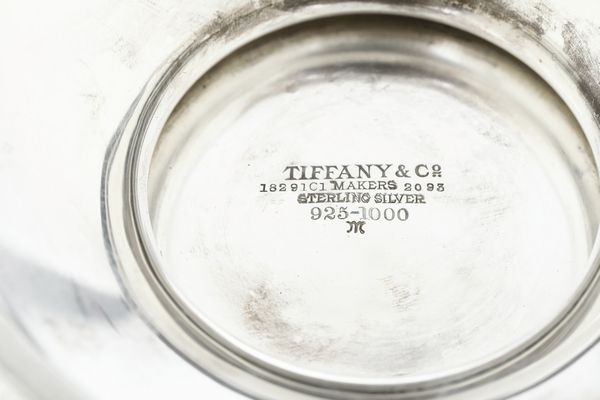 TIFFANY & Co
18291C1 MAKERS 2093
STERLING SILVER
925-1000
M